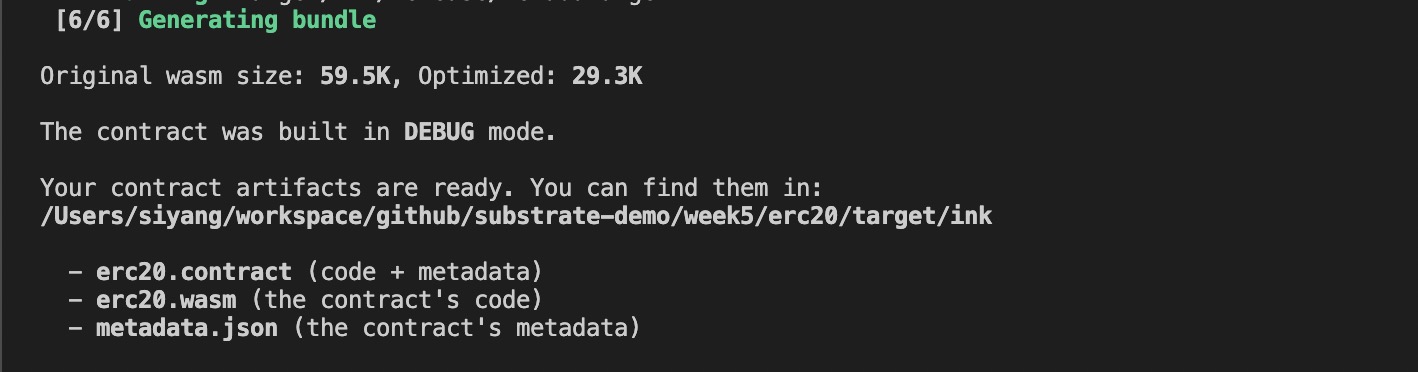 [6/6] Generating bundle
Original wasm size: 59.5K, Optimized: 29.3K
The contract was built in DEBUG mode.
Your contract artifacts are ready. You can find them in:
/Users/siyang/workspace/github/substrate-demo/week5/erc20/target/ink
- erc20.contract (code + metadata)
- erc20.wasm (the contract's code)
- metadata.json (the contract's metadata)